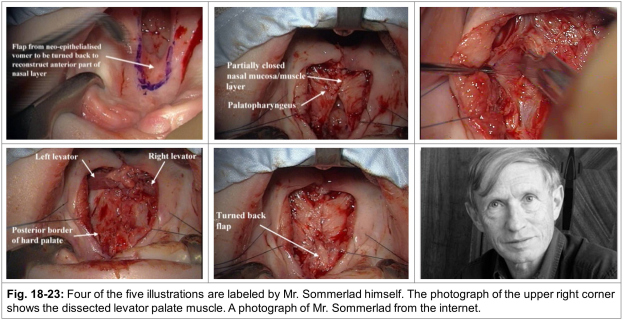 Flap from neo-epithelialised
vomer to be turned back to
reconstruct anterior part of
nasal layer
Partially closed
nasal mucosa/muscle
layer
Palatopharyngeus
Left levator
Right levator
Posterior border
of hard palate
Turned back
flap
Fig. 18-23: Four of the five illustrations are labeled by Mr. Sommerlad himself. The photograph of the upper right corner
shows the dissected levator palate muscle. A photograph of Mr. Sommerlad from the internet.